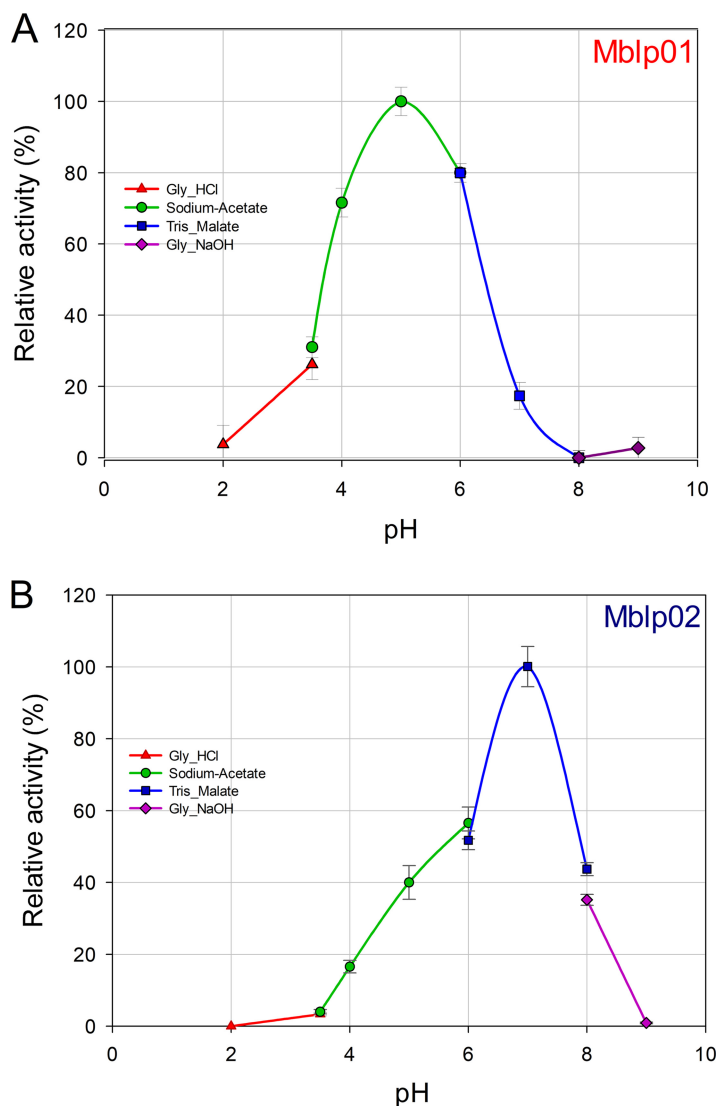 A
Mblp01
Relative activity (%)
120
100
80
60
40
20
0
Gly_HCl
Sodium-Acetate
Tris_Malate
Gly_NaOH
0 2 4 6 8 10
pH
B
Mblp02
Relative activity (%)
120
100
80
60
40
20
0
Gly_HCl
Sodium-Acetate
Tris_Malate
Gly_NaOH
0 2 4 6 8 10
pH